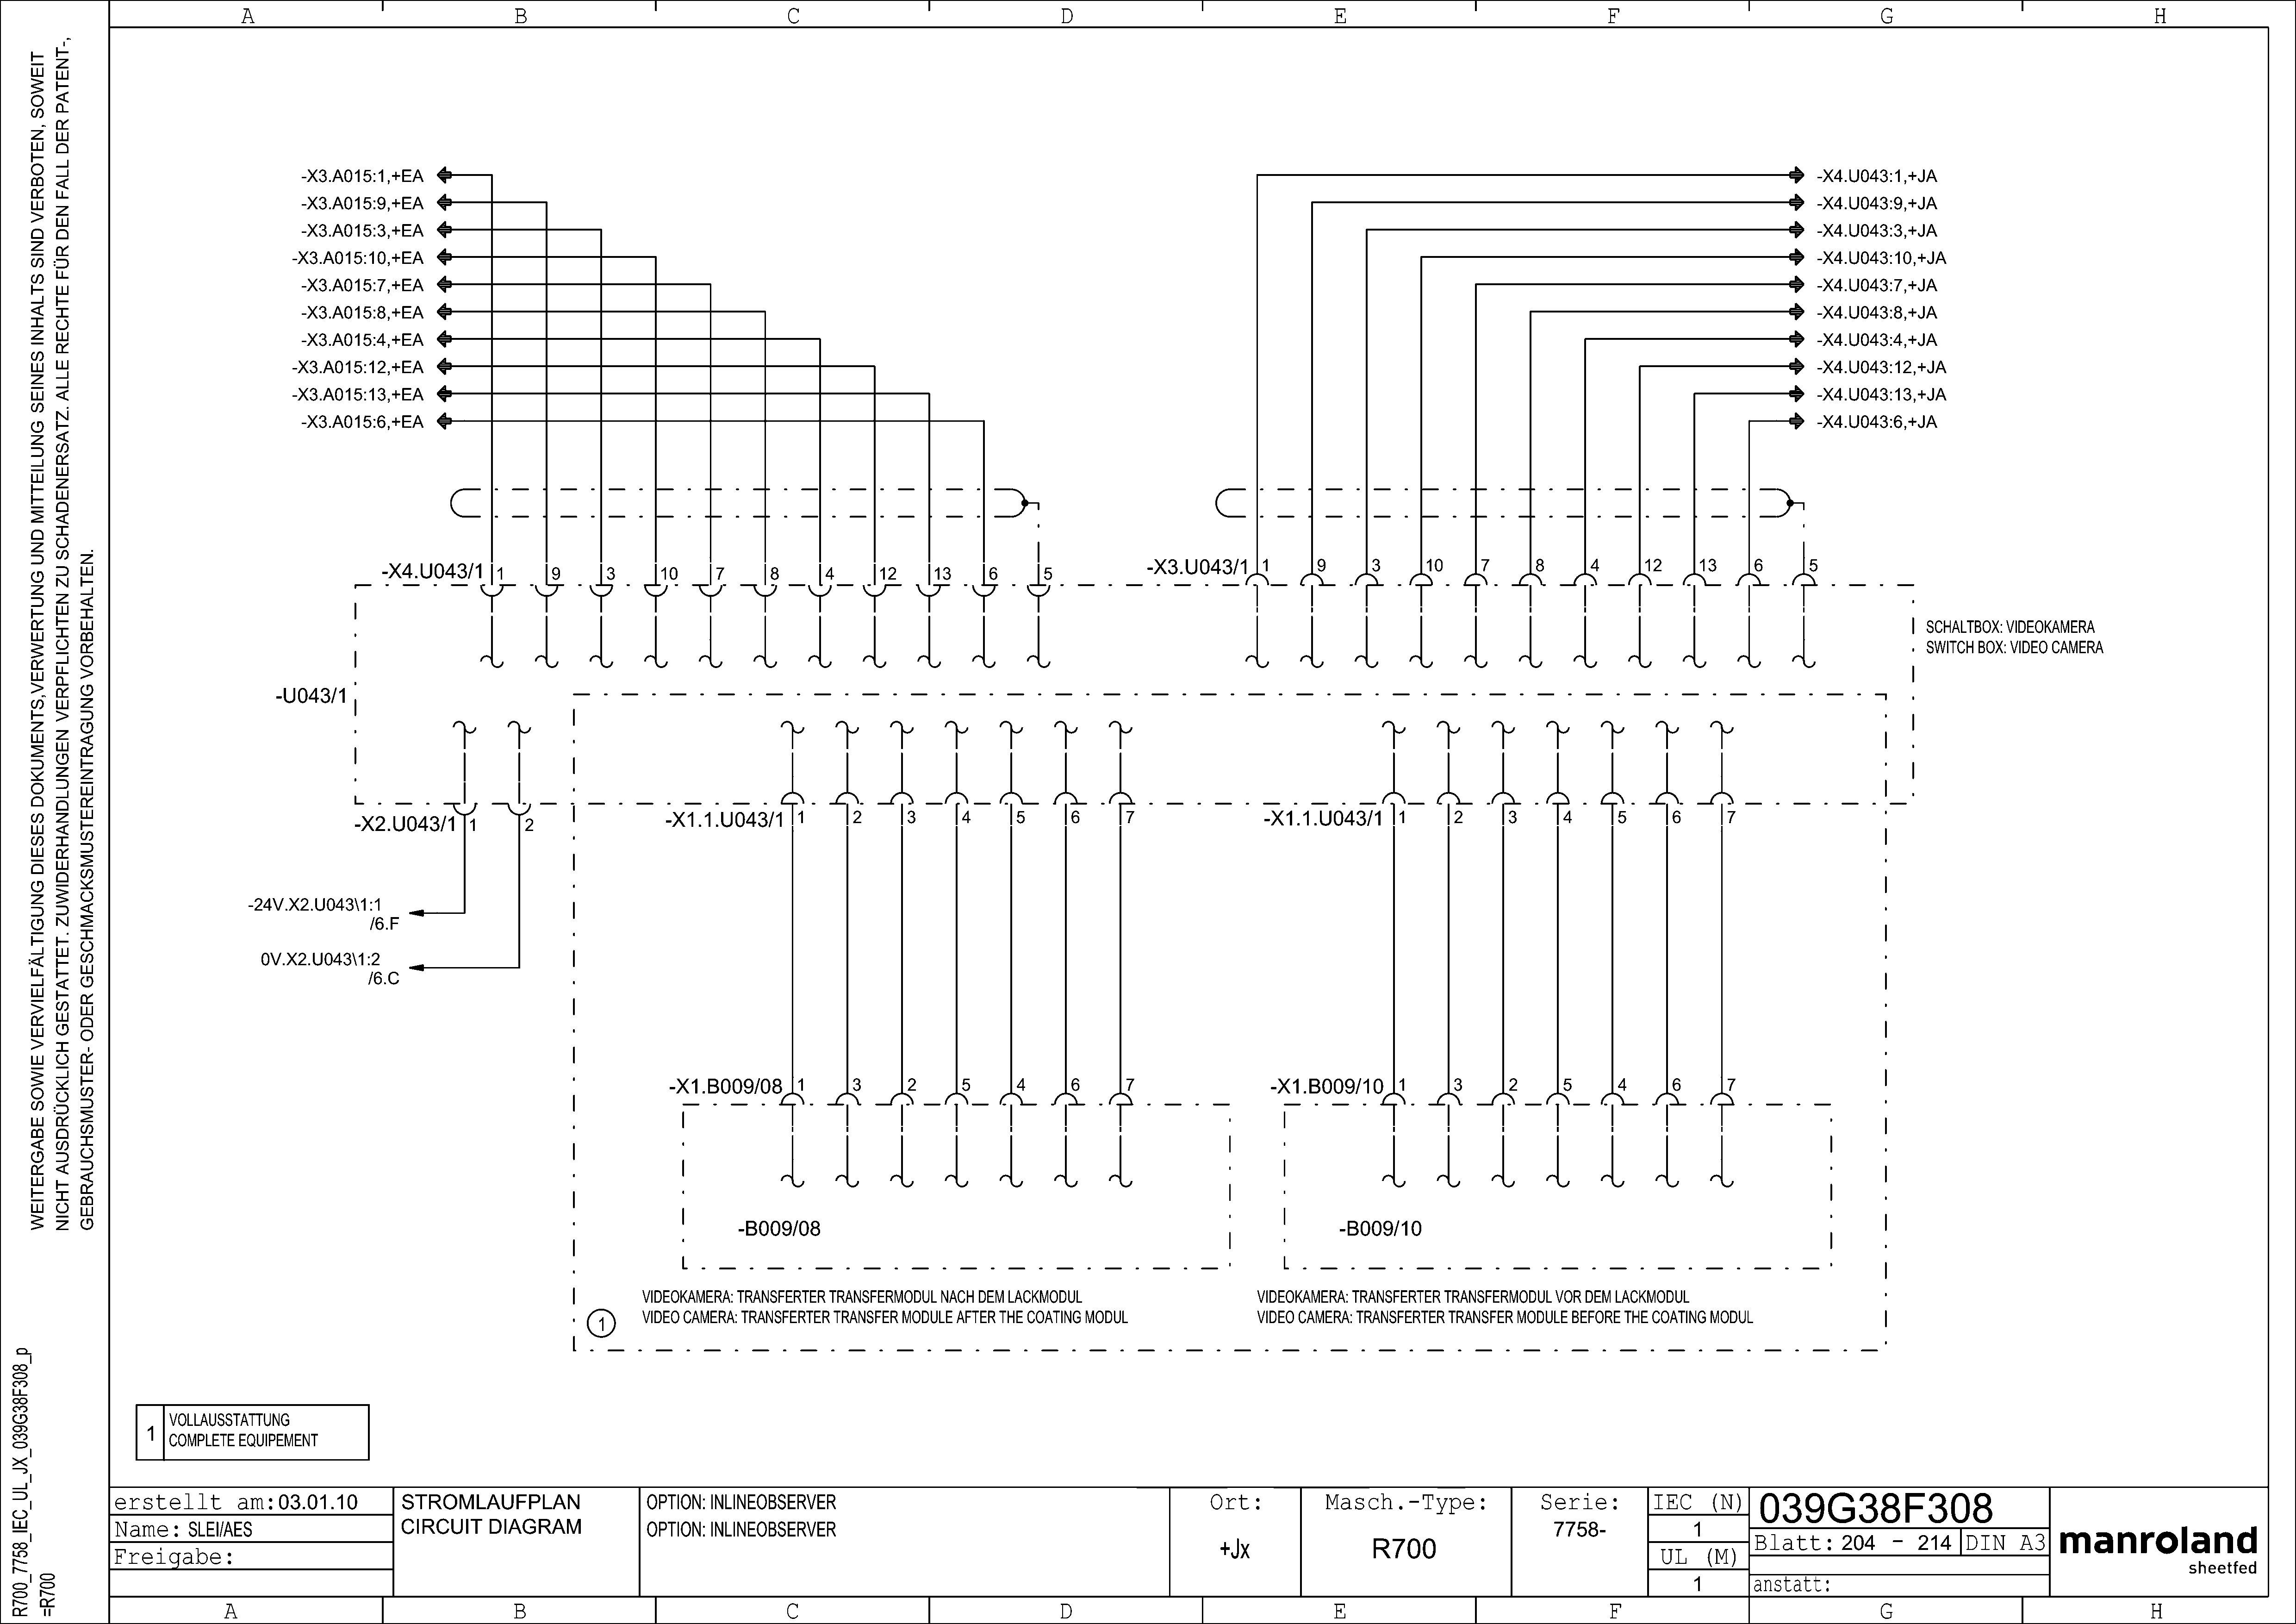 A B C D E F G H
WEITERGABE SOWIE VERVIELFÄLTIGUNG DIESES DOKUMENTS,VERWERTUNG UND MITTEILUNG SEINES INHALTS SIND VERBOTEN, SOWEIT
NICHT AUSDRÜCKLICH GESTATTET. ZUWIDERHANDLUNGEN VERPFLICHTEN ZU SCHADENERSATZ. ALLE RECHTE FÜR DEN FALL DER PATENT-,
GEBRAUCHSMUSTER- ODER GESCHMACKSMUSTEREINTRAGUNG VORBEHALTEN.
R700_7758_IEC_UL_JX_039G38F308_p
=R700
-X3.A015:1,+EA
-X3.A015:9,+EA
-X3.A015:3,+EA
-X3.A015:10,+EA
-X3.A015:7,+EA
-X3.A015:8,+EA
-X3.A015:4,+EA
-X3.A015:12,+EA
-X3.A015:13,+EA
-X3.A015:6,+EA
-X4.U043:1,+JA
-X4.U043:9,+JA
-X4.U043:3,+JA
-X4.U043:10,+JA
-X4.U043:7,+JA
-X4.U043:8,+JA
-X4.U043:4,+JA
-X4.U043:12,+JA
-X4.U043:13,+JA
-X4.U043:6,+JA
-X4.U043/1 1 9 3 10 7 8 4 12 13 6 5
-X3.U043/1 1 9 3 10 7 8 4 12 13 6 5
SCHALTBOX: VIDEOKAMERA
SWITCH BOX: VIDEO CAMERA
-U043/1
-X2.U043/1 1 2
-X1.1.U043/1 1 2 3 4 5 6 7
-X1.1.U043/1 1 2 3 4 5 6 7
-24V.X2.U043\1:1
/6.F
0V.X2.U043\1:2
/6.C
-X1.B009/08 1 3 2 5 4 6 7
-X1.B009/10 1 3 2 5 4 6 7
-B009/08
-B009/10
VIDEOKAMERA: TRANSFERTER TRANSFERMODUL NACH DEM LACKMODUL
VIDEO CAMERA: TRANSFERTER TRANSFER MODULE AFTER THE COATING MODUL
VIDEOKAMERA: TRANSFERTER TRANSFERMODUL VOR DEM LACKMODUL
VIDEO CAMERA: TRANSFERTER TRANSFER MODULE BEFORE THE COATING MODUL
1
1 VOLLAUSSTATTUNG
COMPLETE EQUIPEMENT
erstellt am: 03.01.10
Name: SLEI/AES
Freigabe:
STROMLAUFPLAN
CIRCUIT DIAGRAM
OPTION: INLINEOBSERVER
OPTION: INLINEOBSERVER
Ort:
+Jx
Masch.-Type:
R700
Serie:
7758-
IEC (N)
1
UL (M)
1
039G38F308
Blatt: 204 - 214 DIN A3
anstatt:
manroland
sheetfed
A B C D E F G H